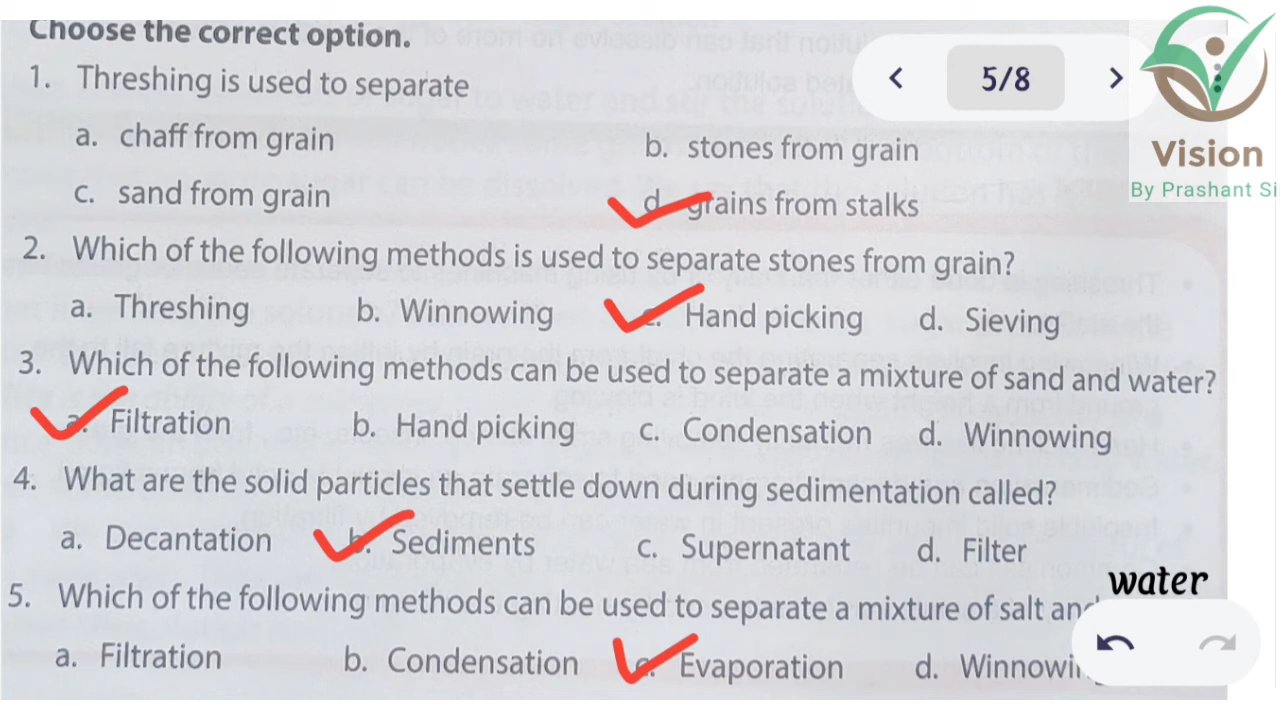 Choose the correct option.
5/8
1. Threshing is used to separate
a. chaff from grain b. stones from grain
Vision
By Prashant Si
c. sand from grain d. grains from stalks
2. Which of the following methods is used to separate stones from grain?
a. Threshing b. Winnowing c. Hand picking d. Sieving
3. Which of the following methods can be used to separate a mixture of sand and water?
a. Filtration b. Hand picking c. Condensation d. Winnowing
4. What are the solid particles that settle down during sedimentation called?
a. Decantation b. Sediments c. Supernatant d. Filter
water
5. Which of the following methods can be used to separate a mixture of salt and
a. Filtration b. Condensation c. Evaporation d. Winnowin